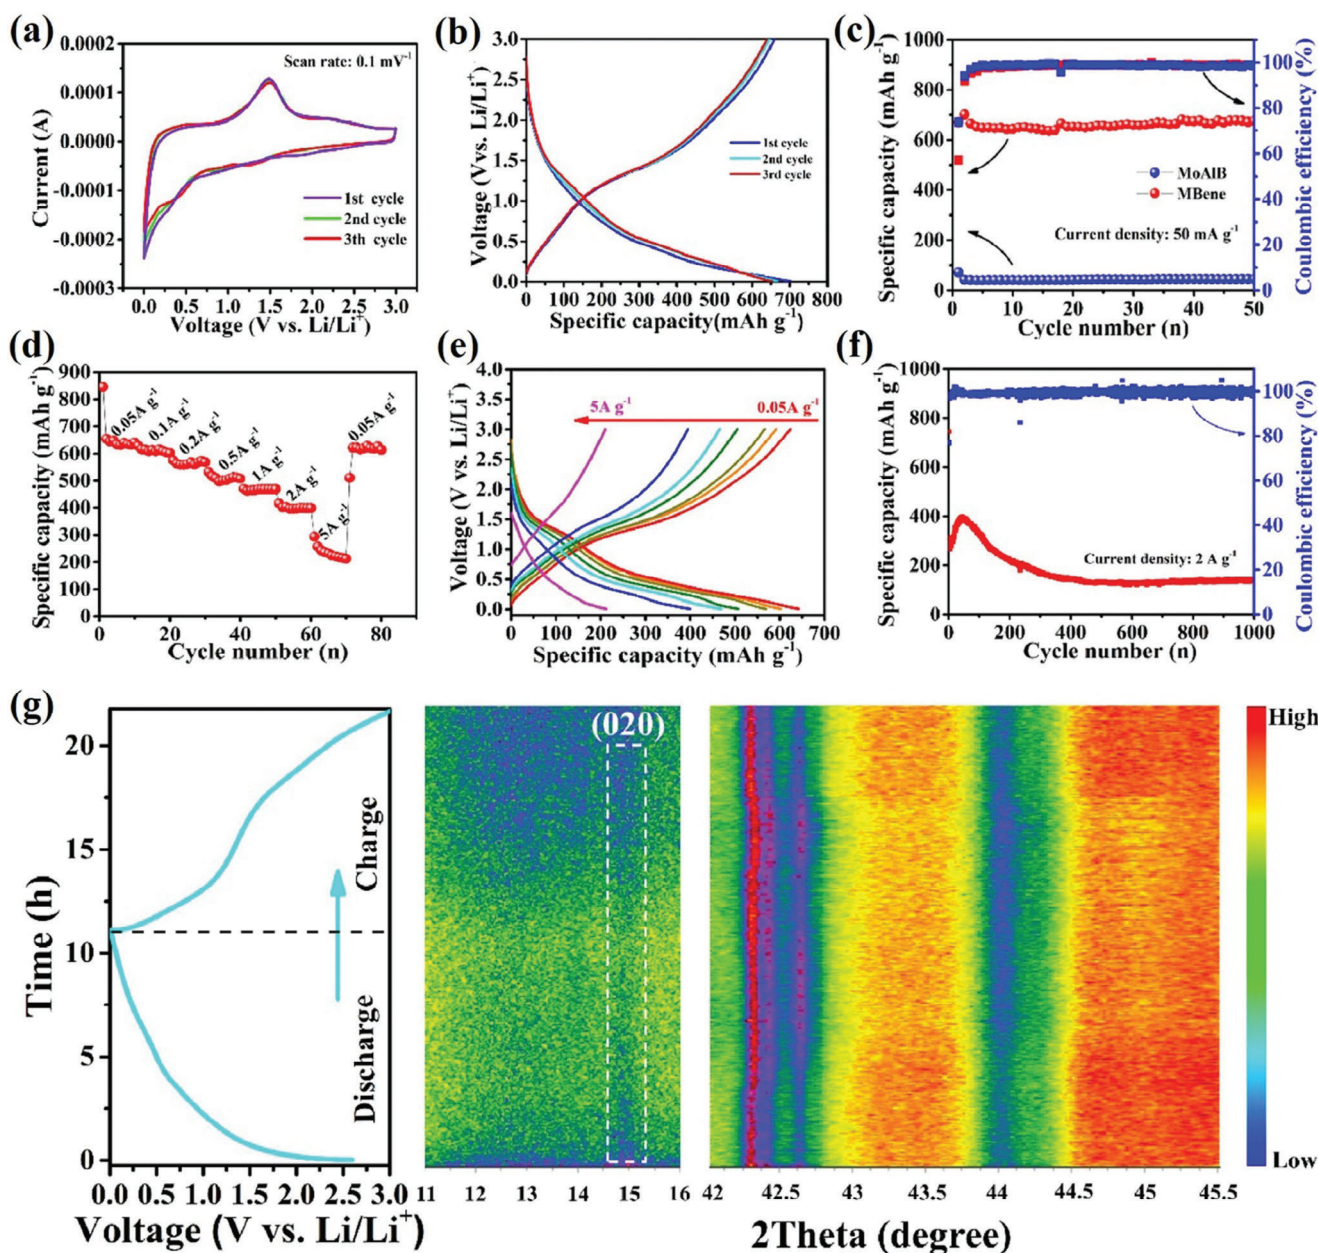 (a)
0.0002
0.0001
0.0000
-0.0001
-0.0002
-0.0003
Current (A)
Scan rate: 0.1 mV⁻¹
1st cycle
2nd cycle
3th cycle
0.0 0.5 1.0 1.5 2.0 2.5 3.0
Voltage (V vs. Li/Li⁺)
(b)
3.0
2.5
2.0
1.5
1.0
0.5
0.0
Voltage (Vvs. Li/Li⁺)
1st cycle
2nd cycle
3rd cycle
0 100 200 300 400 500 600 700 800
Specific capacity(mAh g⁻¹)
(c)
1000
800
600
400
200
0
Specific capacity (mAh g⁻¹)
MoAlB
MBene
Current density: 50 mA g⁻¹
100
80
60
40
20
0
Coulombic efficiency (%)
0 10 20 30 40 50
Cycle number (n)
(d)
900
800
700
600
500
400
300
200
100
0
Specific capacity (mAh g⁻¹)
0.05A g⁻¹
0.1A g⁻¹
0.2A g⁻¹
0.5A g⁻¹
1A g⁻¹
2A g⁻¹
5A g⁻¹
0.05A g⁻¹
0 20 40 60 80
Cycle number (n)
(e)
4.0
3.5
3.0
2.5
2.0
1.5
1.0
0.5
0.0
Voltage (V vs. Li/Li⁺)
5A g⁻¹
0.05A g⁻¹
0 100 200 300 400 500 600 700
Specific capacity (mAh g⁻¹)
(f)
1000
800
600
400
200
0
Specific capacity (mAh g⁻¹)
Current density: 2 A g⁻¹
100
80
60
40
20
0
Coulombic efficiency (%)
0 200 400 600 800 1000
Cycle number (n)
(g)
20
15
10
5
0
Time (h)
Charge
Discharge
0.0 0.5 1.0 1.5 2.0 2.5 3.0
Voltage (V vs. Li/Li⁺)
(020)
11 12 13 14 15 16
42 42.5 43 43.5 44 44.5 45 45.5
2Theta (degree)
High
Low